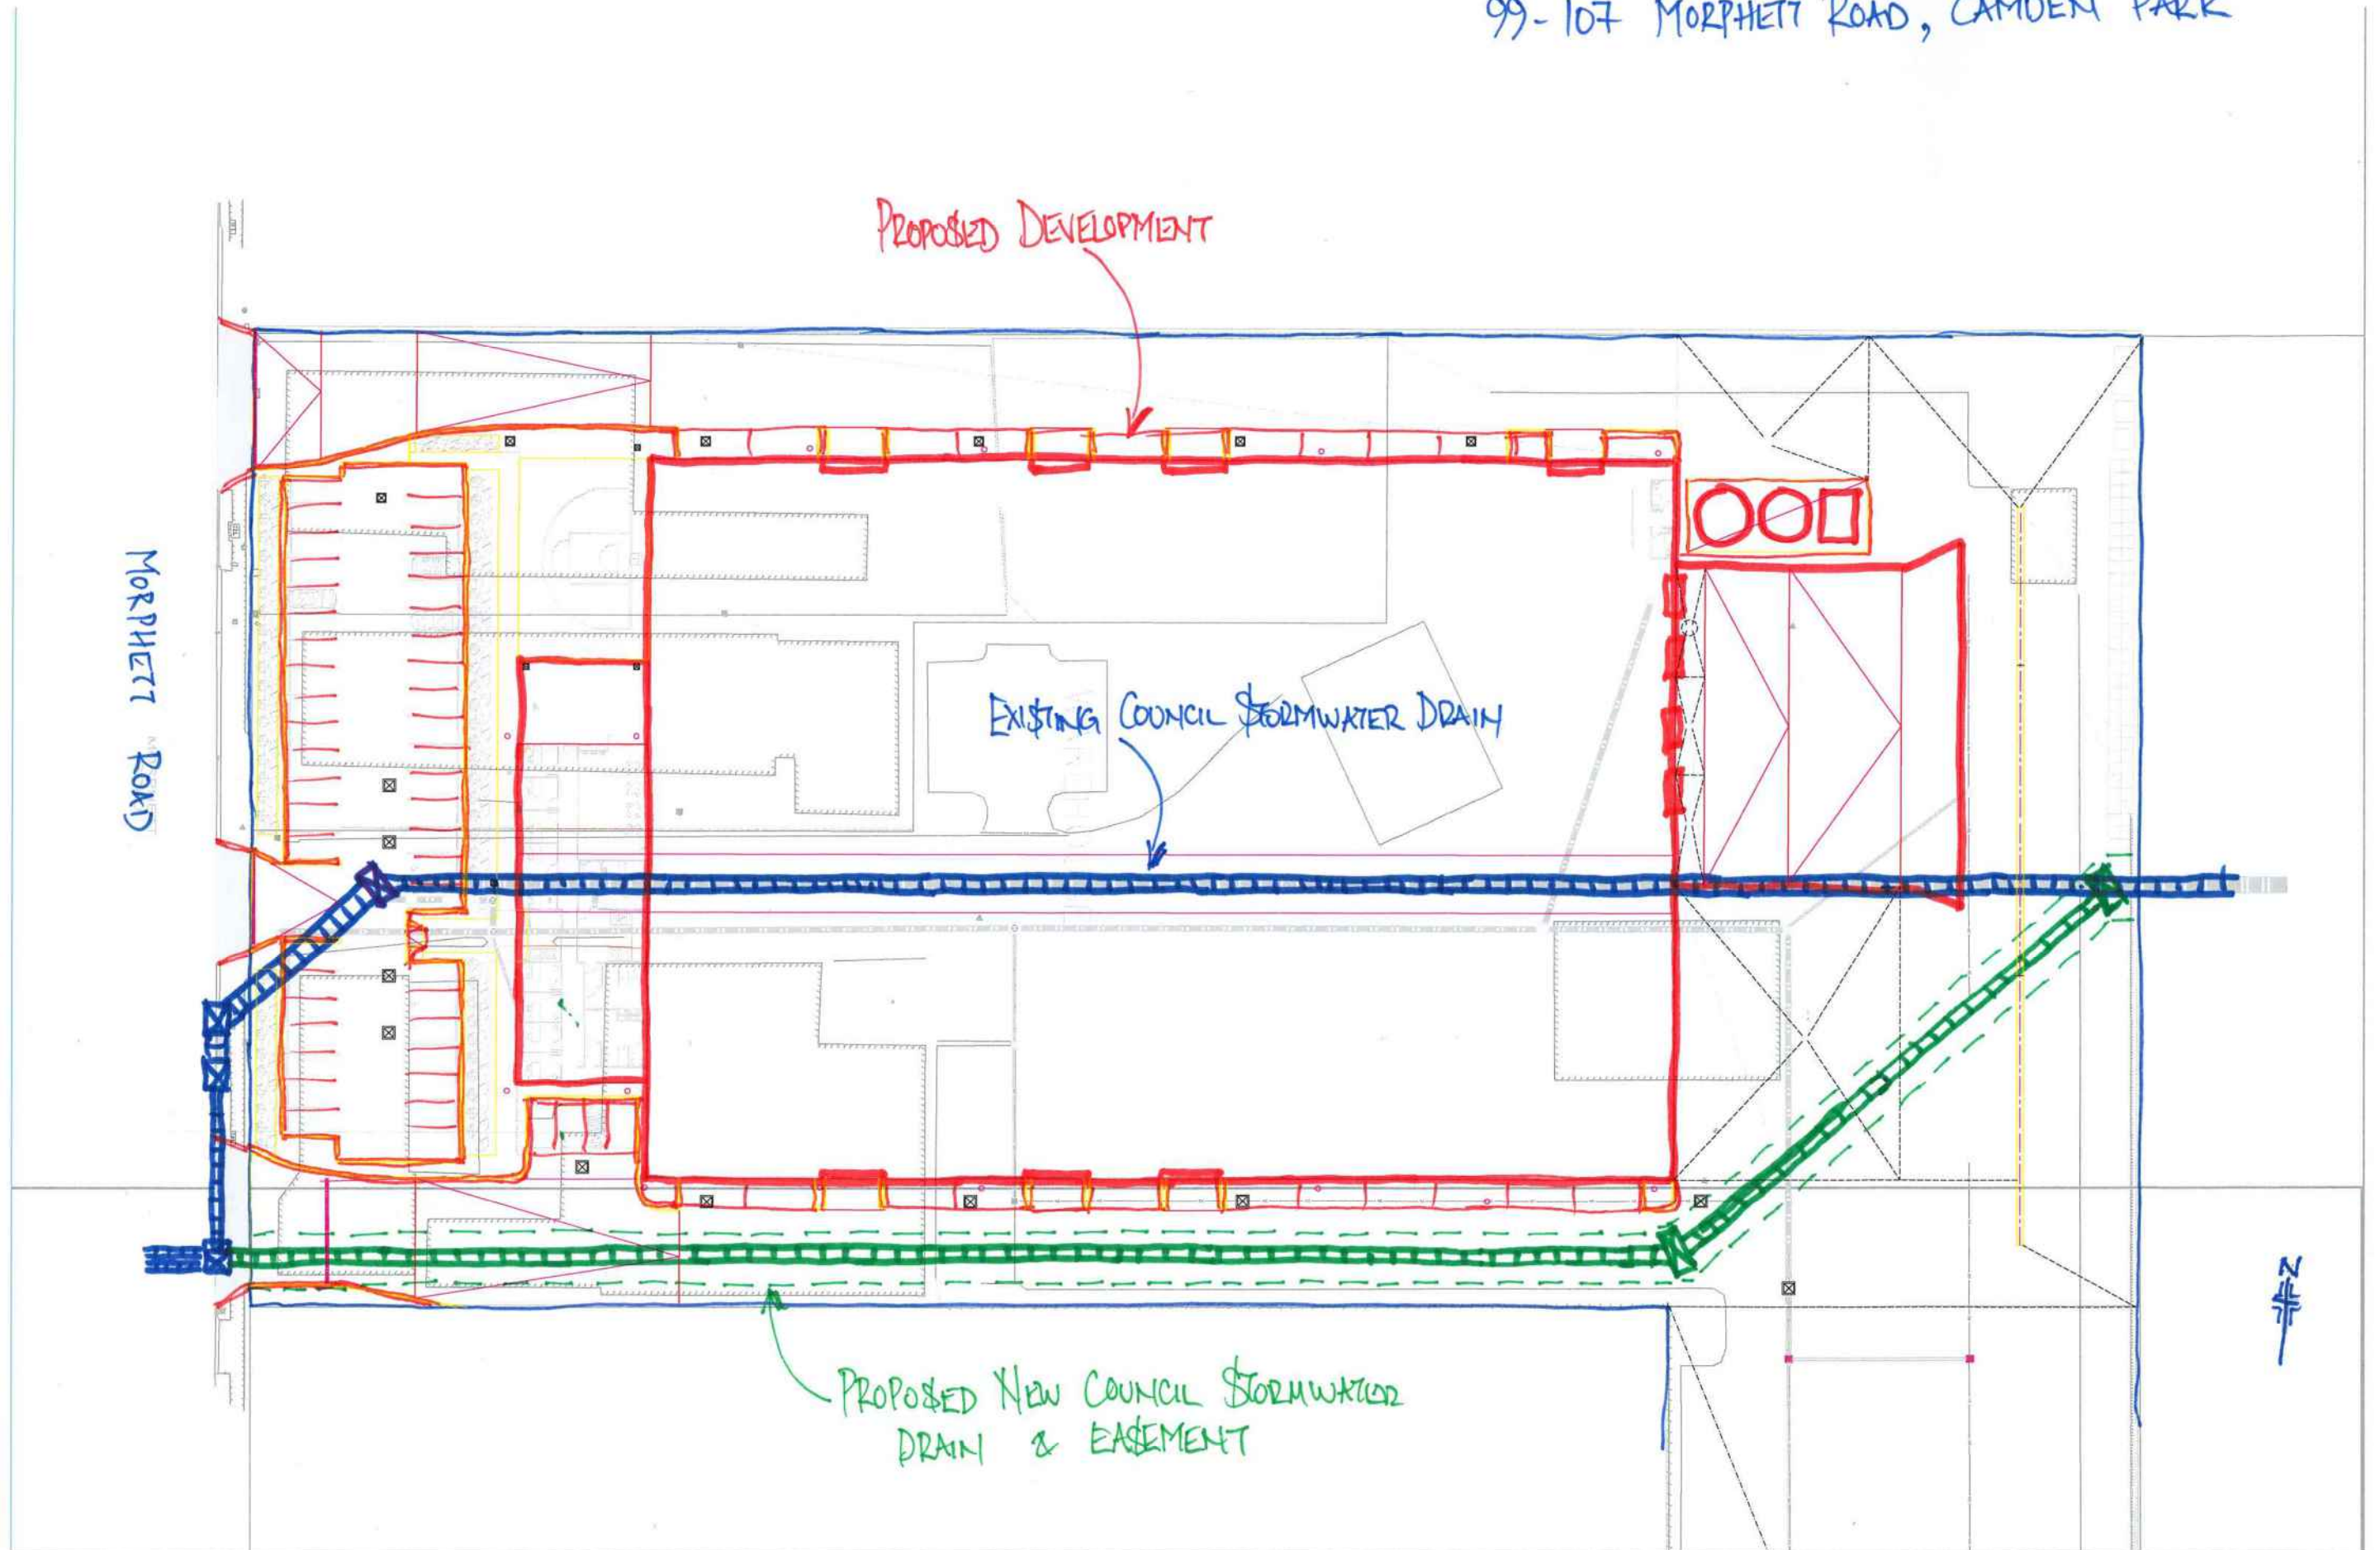 99-107 MORPHETT ROAD, CAMDEN PARK
PROPOSED DEVELOPMENT
MORPHETT ROAD
EXISTING COUNCIL STORMWATER DRAIN
PROPOSED NEW COUNCIL STORMWATER
DRAIN & EASEMENT
N